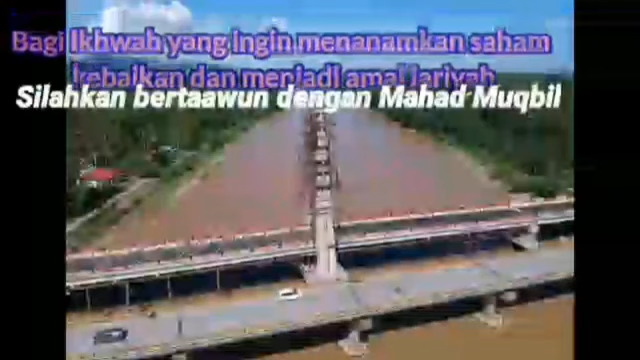 Bagi Ikhwah yang ingin menanamkan saham
kebaikan dan menjadi amal Jariyah
Silahkan bertaawun dengan Mahad Muqbil